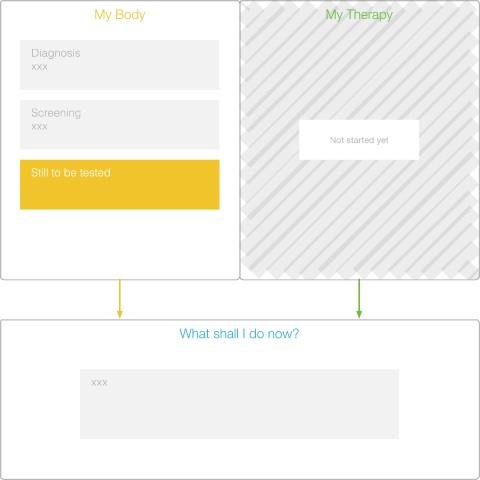 My Body
Diagnosis
xxx
Screening
xxx
Still to be tested
My Therapy
Not started yet
What shall I do now?
xxx